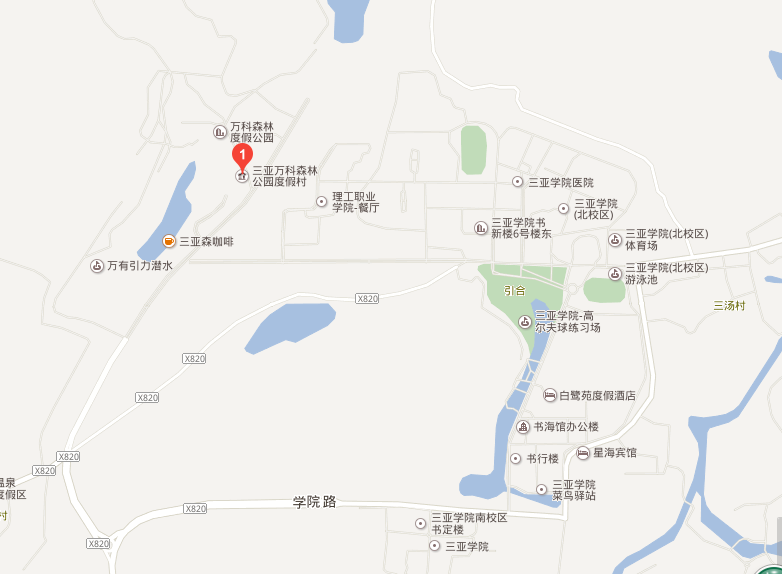 万科森林
度假公园
1
三亚万科森林
公园度假村
理工职业
学院-餐厅
三亚学院医院
三亚学院
(北校区)
三亚学院书
新楼6号楼东
三亚学院(北校区)
体育场
三亚森咖啡
万有引力潜水
三亚学院(北校区)
游泳池
引合
X820
三汤村
三亚学院-高
尔夫球练习场
X820
X820
白鹭苑度假酒店
书海馆办公楼
星海宾馆
X820
X820
书行楼
温泉
度假区
三亚学院
菜鸟驿站
学院路
X820
村
三亚学院南校区
书定楼
X820
三亚学院